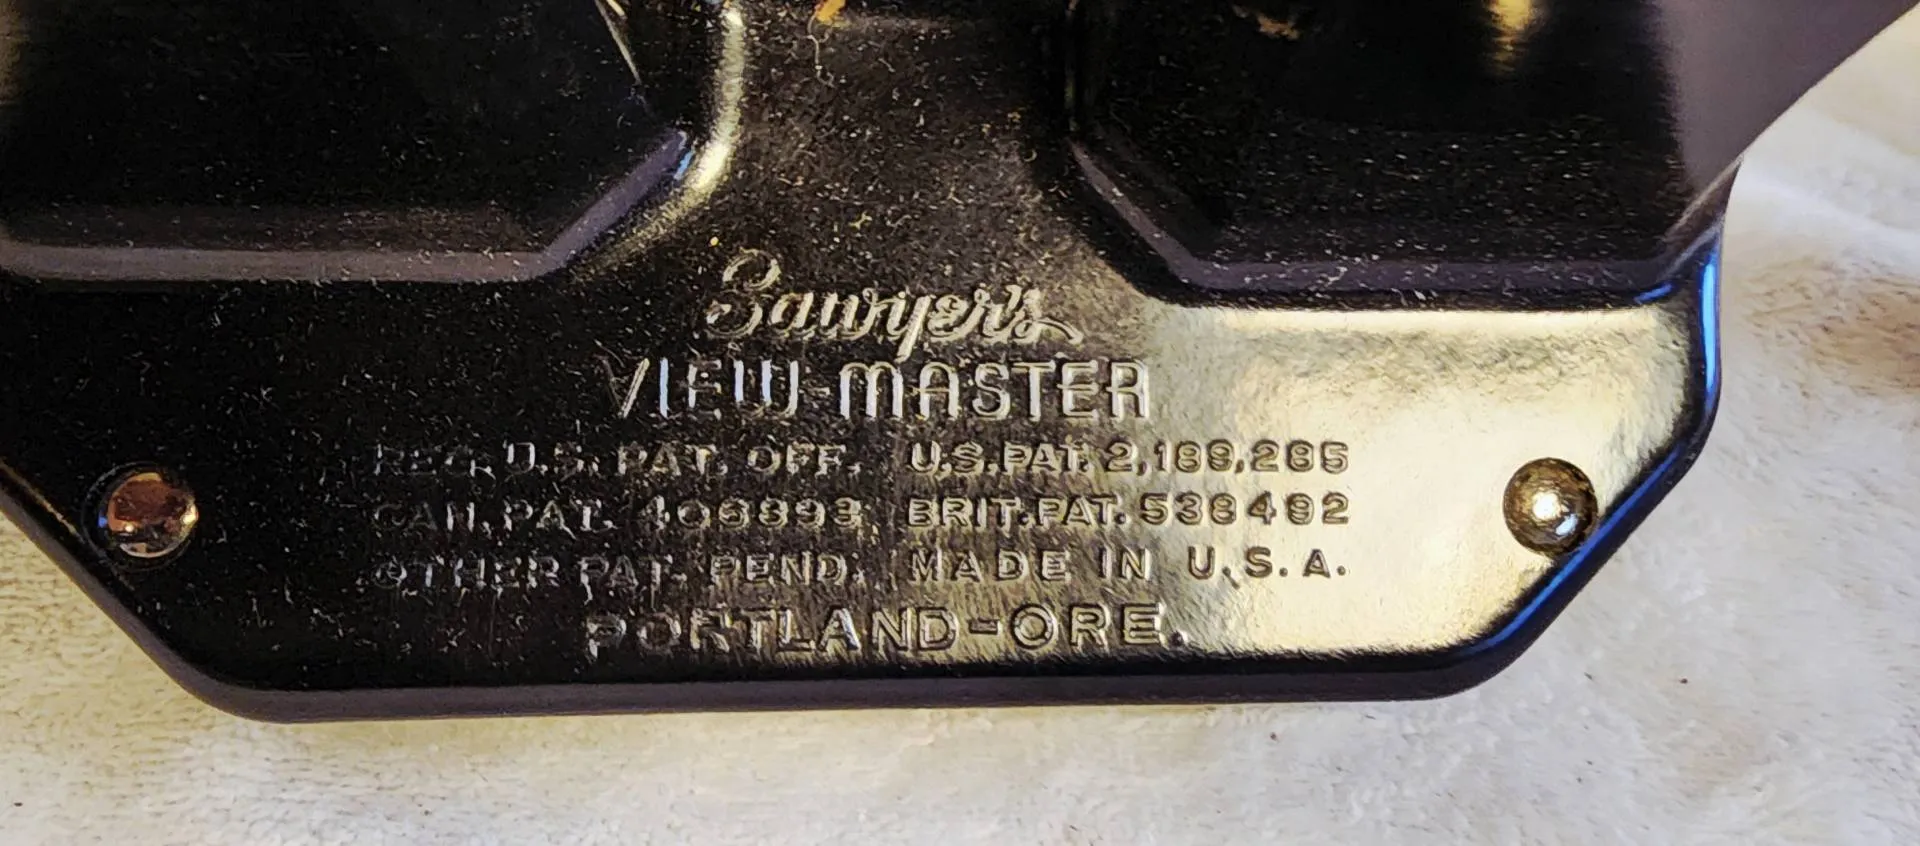 Sawyer's
VIEW-MASTER
REG. U.S. PAT. OFF. U.S. PAT. 2,189,285
CAN. PAT. 406893 BRIT. PAT. 538482
OTHER PAT. PEND. MADE IN U.S.A.
PORTLAND-ORE.